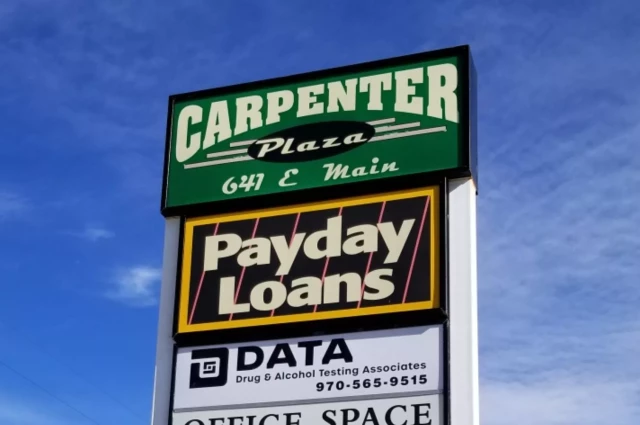 CARPENTER
Plaza
641 E Main
Payday
Loans
DATA
Drug & Alcohol Testing Associates
970-565-9515
OFFICE SPACE